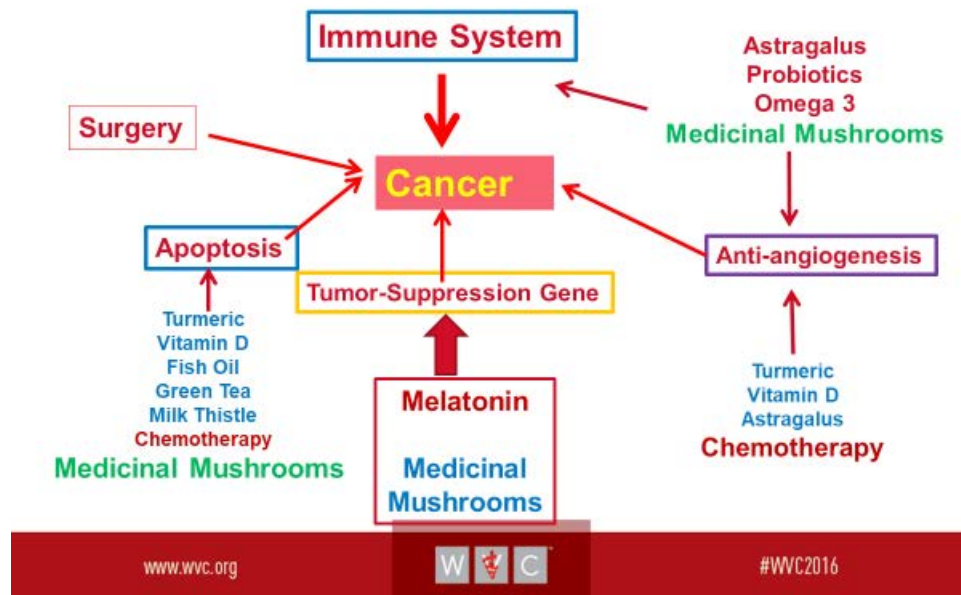 Immune System
Astragalus
Probiotics
Omega 3
Medicinal Mushrooms
Surgery
Cancer
Apoptosis
Anti-angiogenesis
Tumor-Suppression Gene
Turmeric
Vitamin D
Fish Oil
Green Tea
Milk Thistle
Chemotherapy
Medicinal Mushrooms
Melatonin
Medicinal
Mushrooms
Turmeric
Vitamin D
Astragalus
Chemotherapy
www.wvc.org
W V C
#WVC2016